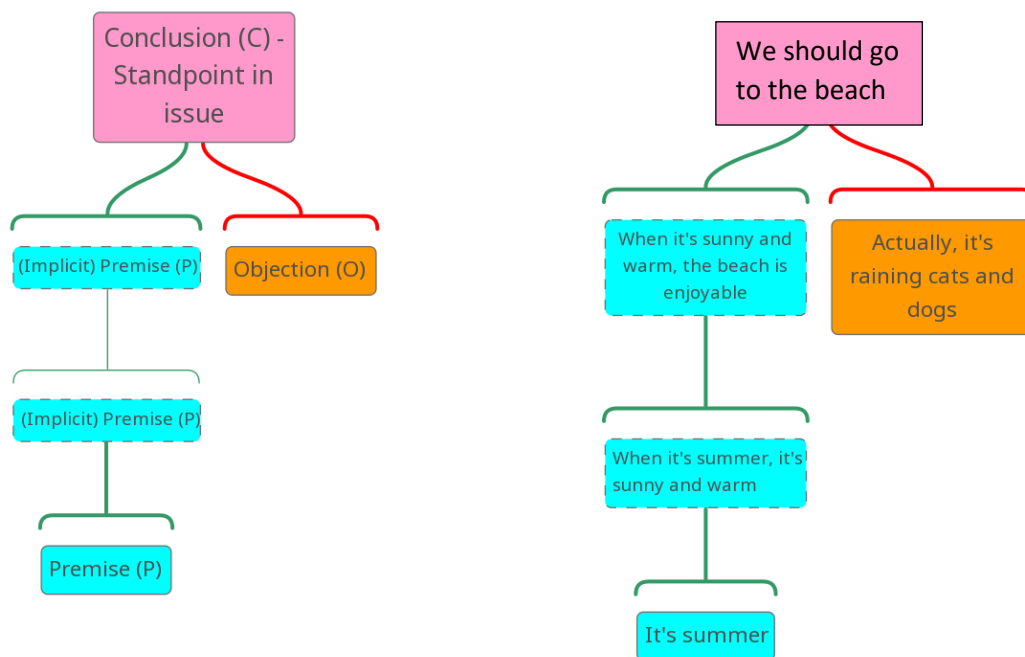 Conclusion (C) -
Standpoint in
issue
(Implicit) Premise (P)
Objection (O)
(Implicit) Premise (P)
Premise (P)
We should go
to the beach
When it's sunny and
warm, the beach is
enjoyable
Actually, it's
raining cats and
dogs
When it's summer, it's
sunny and warm
It's summer